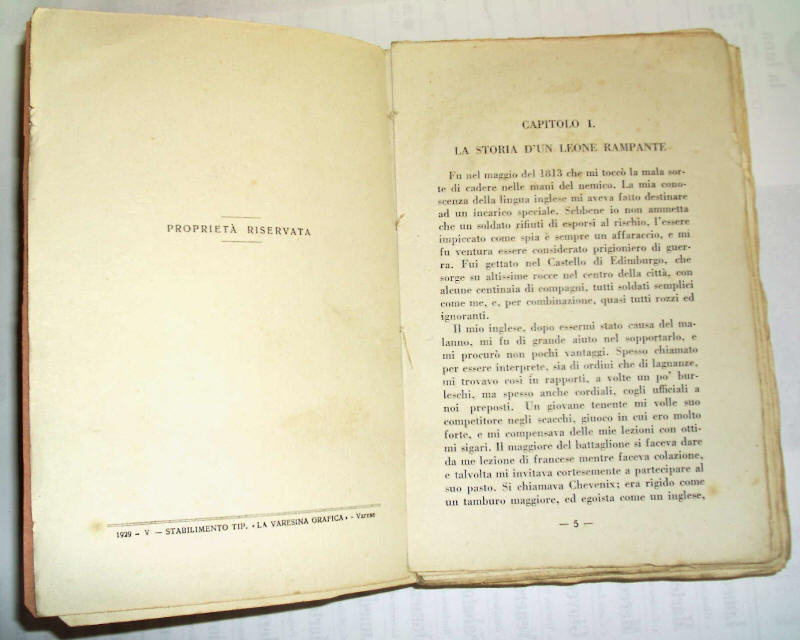 PROPRIETÀ RISERVATA
1929 - V — STABILIMENTO TIP. «LA VARESINA GRAFICA» - Varese
CAPITOLO I.
LA STORIA D'UN LEONE RAMPANTE
Fu nel maggio del 1813 che mi toccò la mala sor-
te di cadere nelle mani del nemico. La mia cono-
scenza della lingua inglese mi aveva fatto destinare
ad un incarico speciale. Sebbene io non ammetta
che un soldato rifiuti di esporsi al rischio, l'essere
impiccato come spia è sempre un affaraccio, e mi
fu ventura essere considerato prigioniero di guer-
ra. Fui gettato nel Castello di Edimburgo, che
sorge su altissime rocce nel centro della città, con
alcune centinaia di compagni, tutti soldati semplici
come me, e, per combinazione, quasi tutti rozzi ed
ignoranti.
Il mio inglese, dopo essermi stato causa del ma-
lanno, mi fu di grande aiuto nel sopportarlo, e
mi procurò non pochi vantaggi. Spesso chiamato
per essere interprete, sia di ordini che di lagnanze,
mi trovavo così in rapporti, a volte un po' bur-
leschi, ma spesso anche cordiali, cogli ufficiali a
noi preposti. Un giovane tenente mi volle suo
competitore negli scacchi, giuoco in cui ero molto
forte, e mi compensava delle mie lezioni con otti-
mi sigari. Il maggiore del battaglione si faceva dare
da me lezione di francese mentre faceva colazione,
e talvolta mi invitava cortesemente a partecipare al
suo pasto. Si chiamava Chevenix; era rigido come
un tamburo maggiore, ed egoista come un inglese,
— 5 —